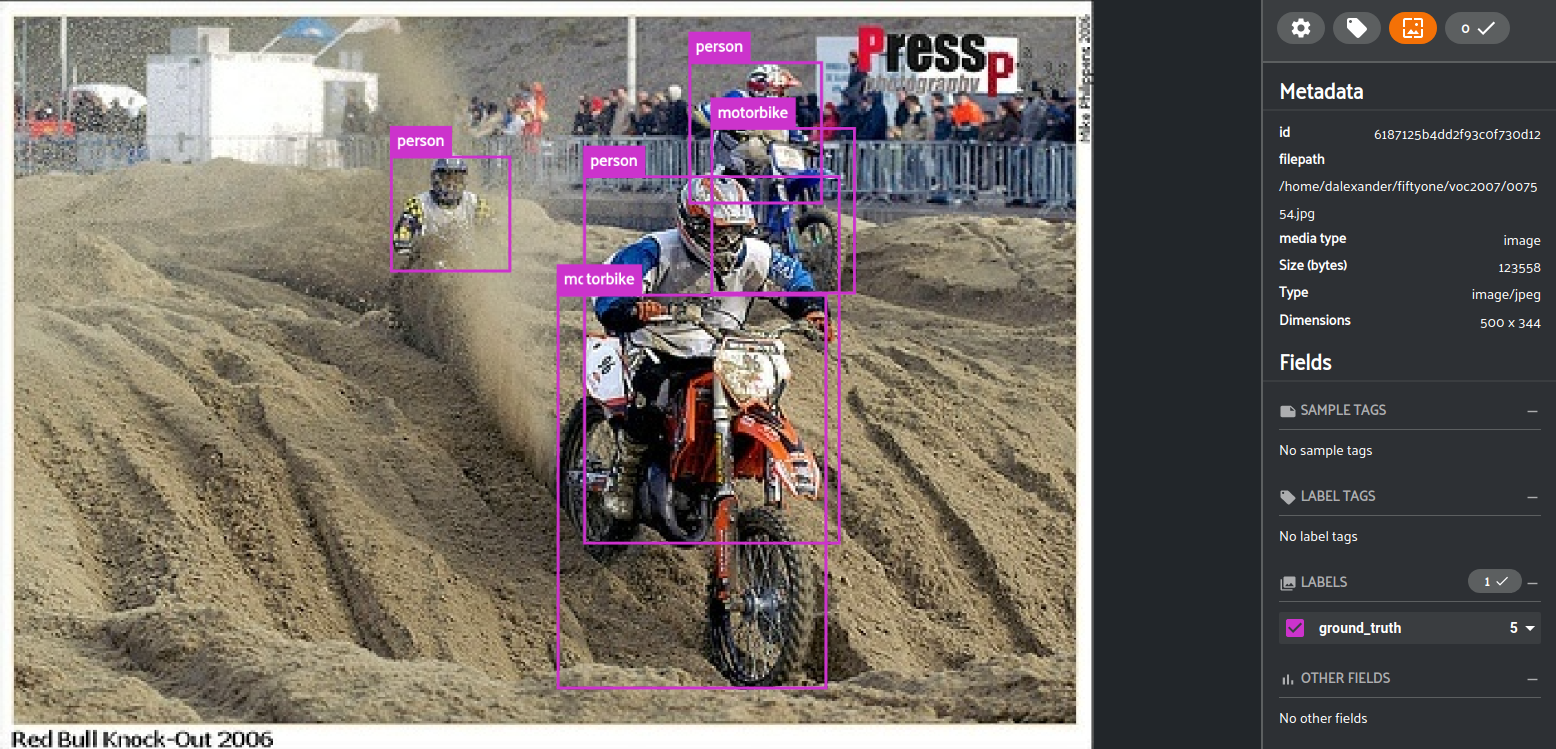 person
Press
p
Photography
Mike Philippens 2006
motorbike
person
person
motorbike
Red Bull Knock-Out 2006
0
Metadata
id 6187125b4dd2f93c0f730d12
filepath
/home/dalexander/fiftyone/voc2007/0075
54.jpg
media type image
Size (bytes) 123558
Type image/jpeg
Dimensions 500 x 344
Fields
SAMPLE TAGS
No sample tags
LABEL TAGS
No label tags
LABELS 1
ground_truth 5
OTHER FIELDS
No other fields